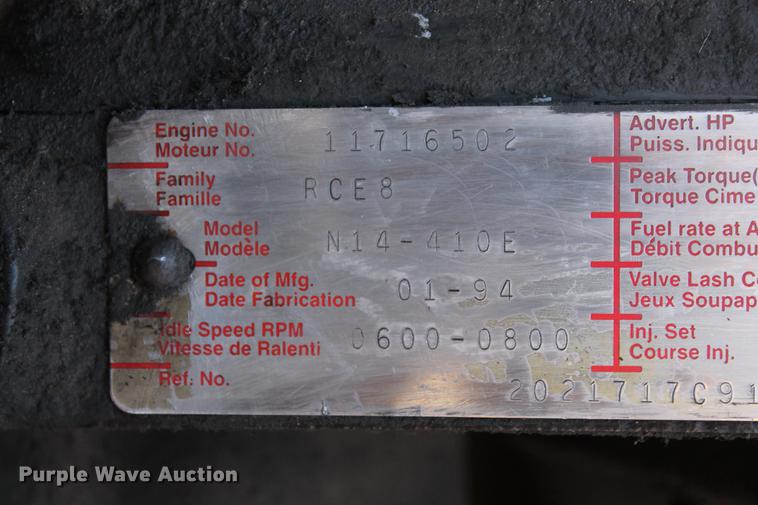 Engine No.
Moteur No. 11716502
Family
Famille RCE8
Model
Modèle N14-410E
Date of Mfg.
Date Fabrication 01-94
Idle Speed RPM
Vitesse de Ralenti 0600-0800
Ref. No. 2021717C91
Advert. HP
Puiss. Indiqu
Peak Torque(
Torque Cime
Fuel rate at A
Débit Combu
Valve Lash Co
Jeux Soupap
Inj. Set
Course Inj.
Purple Wave Auction